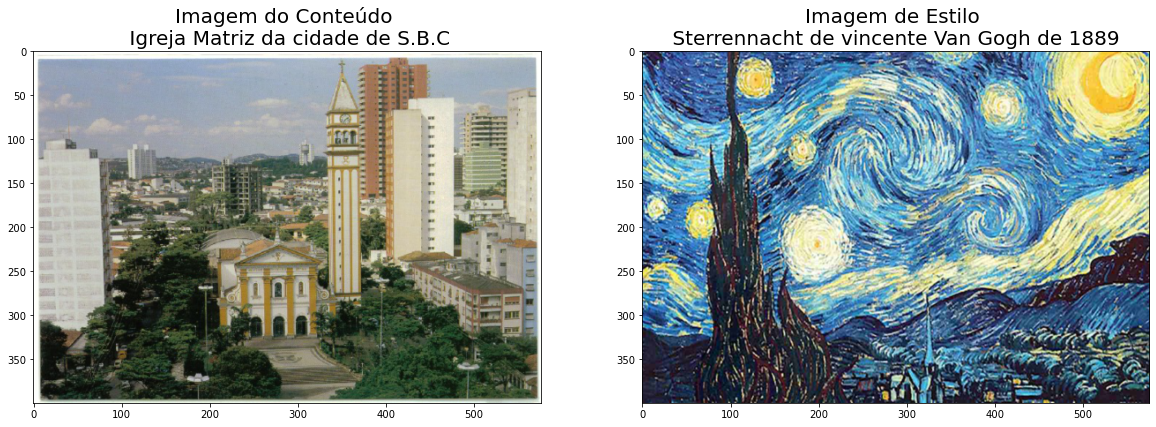 Imagem do Conteúdo
Igreja Matriz da cidade de S.B.C
0
50
100
150
200
250
300
350
0 100 200 300 400 500
Imagem de Estilo
Sterrennacht de vincente Van Gogh de 1889
0
50
100
150
200
250
300
350
0 100 200 300 400 500